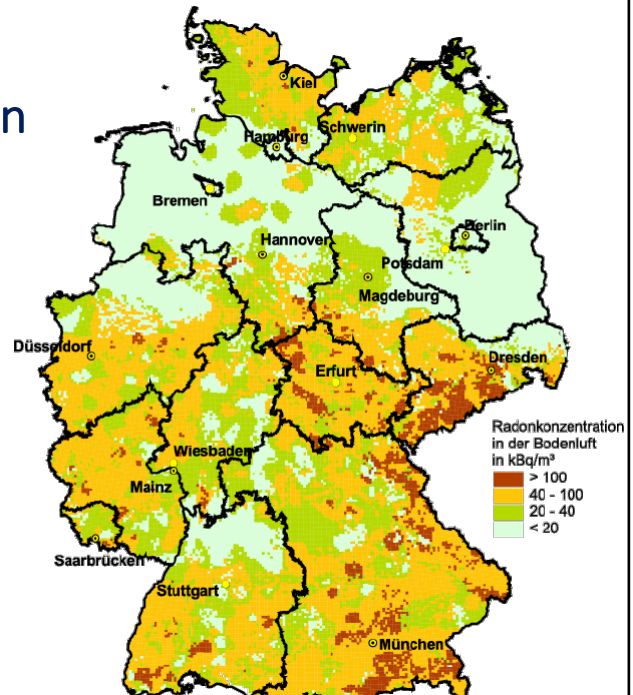 n
Kiel
Schwerin
Hamburg
Bremen
Berlin
Hannover
Potsdam
Magdeburg
Düsseldorf
Dresden
Erfurt
Radonkonzentration
in der Bodenluft
in kBq/m³
> 100
40 - 100
20 - 40
< 20
Wiesbaden
Mainz
Saarbrücken
Stuttgart
München